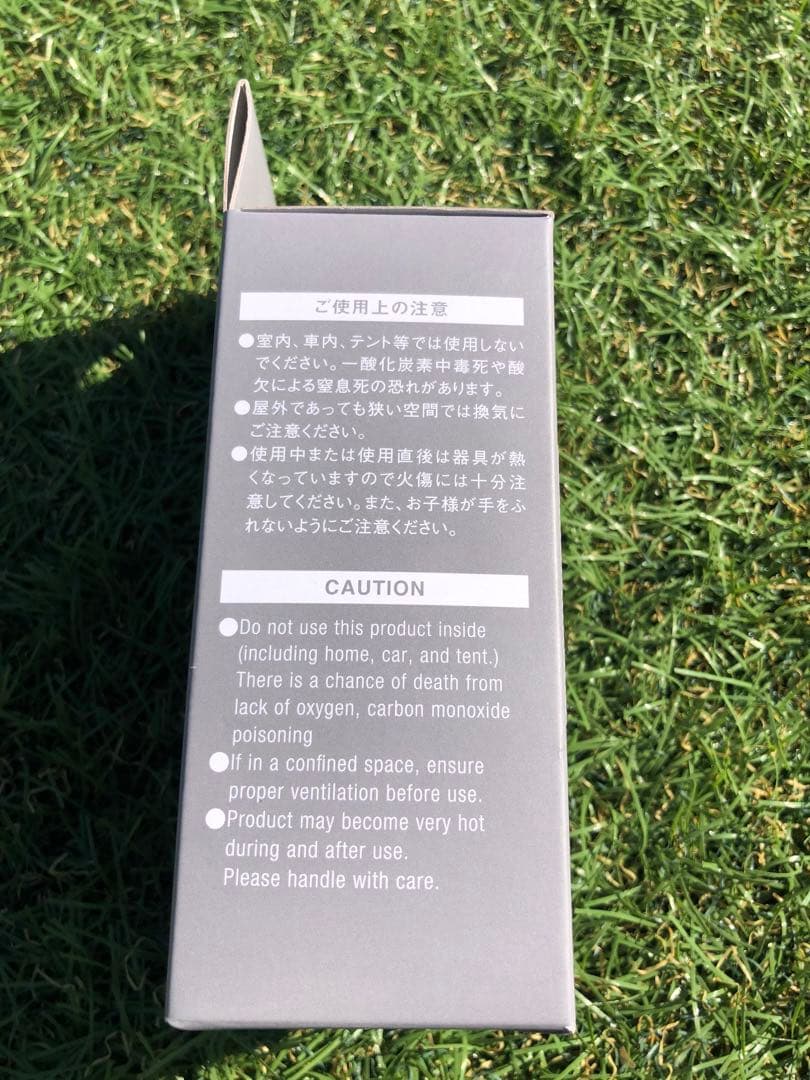 ご使用上の注意
●室内、車内、テント等では使用しない
でください。一酸化炭素中毒死や酸
欠による窒息死の恐れがあります。
●屋外であっても狭い空間では換気に
ご注意ください。
●使用中または使用直後は器具が熱
くなっていますので火傷には十分注
意してください。また、お子様が手をふ
れないようにご注意ください。
CAUTION
●Do not use this product inside
(including home, car, and tent.)
There is a chance of death from
lack of oxygen, carbon monoxide
poisoning
●If in a confined space, ensure
proper ventilation before use.
●Product may become very hot
during and after use.
Please handle with care.